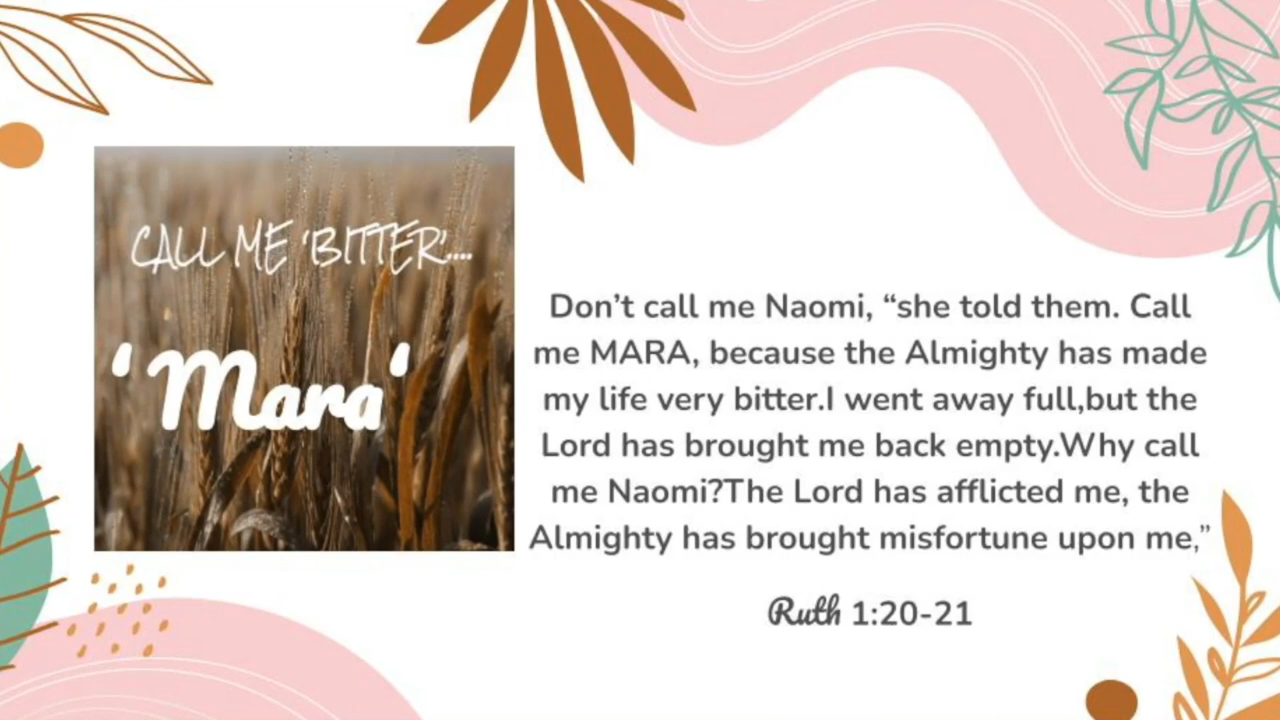 CALL ME 'BITTER'....
'Mara'
Don’t call me Naomi, “she told them. Call
me MARA, because the Almighty has made
my life very bitter.I went away full,but the
Lord has brought me back empty.Why call
me Naomi?The Lord has afflicted me, the
Almighty has brought misfortune upon me,”
Ruth 1:20-21